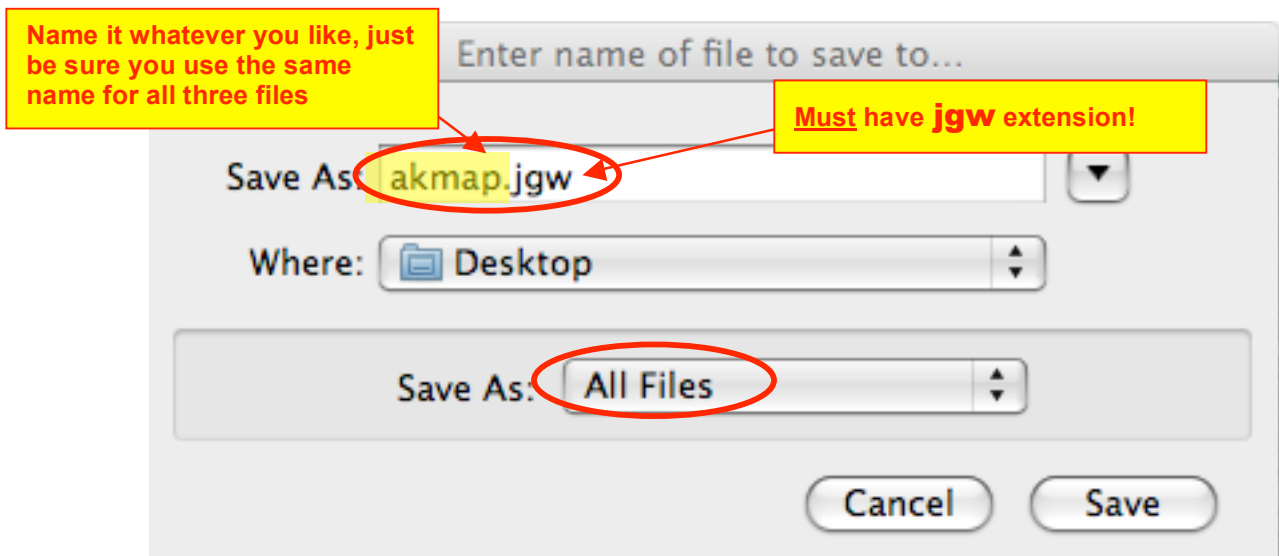 Name it whatever you like, just
be sure you use the same
name for all three files
Enter name of file to save to...
Must have jgw extension!
Save As: akmap.jgw
Where: Desktop
Save As: All Files
Cancel Save